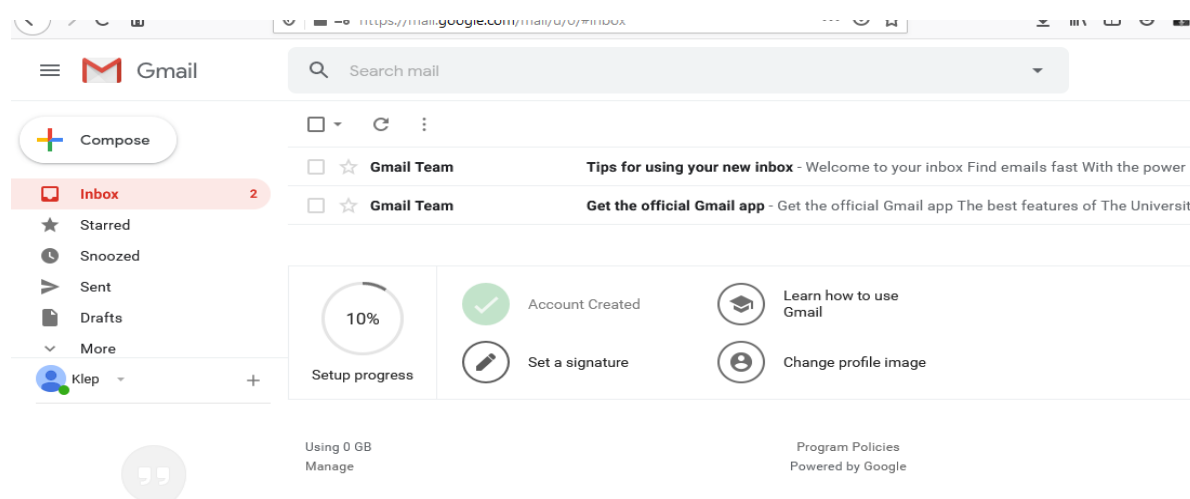 https://mail.google.com/mail/u/0/#inbox
Gmail
Search mail
Compose
Gmail Team Tips for using your new inbox - Welcome to your inbox Find emails fast With the power
Inbox 2
Gmail Team Get the official Gmail app - Get the official Gmail app The best features of The Universit
Starred
Snoozed
Sent
Drafts
More
Klep
10%
Setup progress
Account Created
Learn how to use
Gmail
Set a signature
Change profile image
Using 0 GB
Manage
Program Policies
Powered by Google